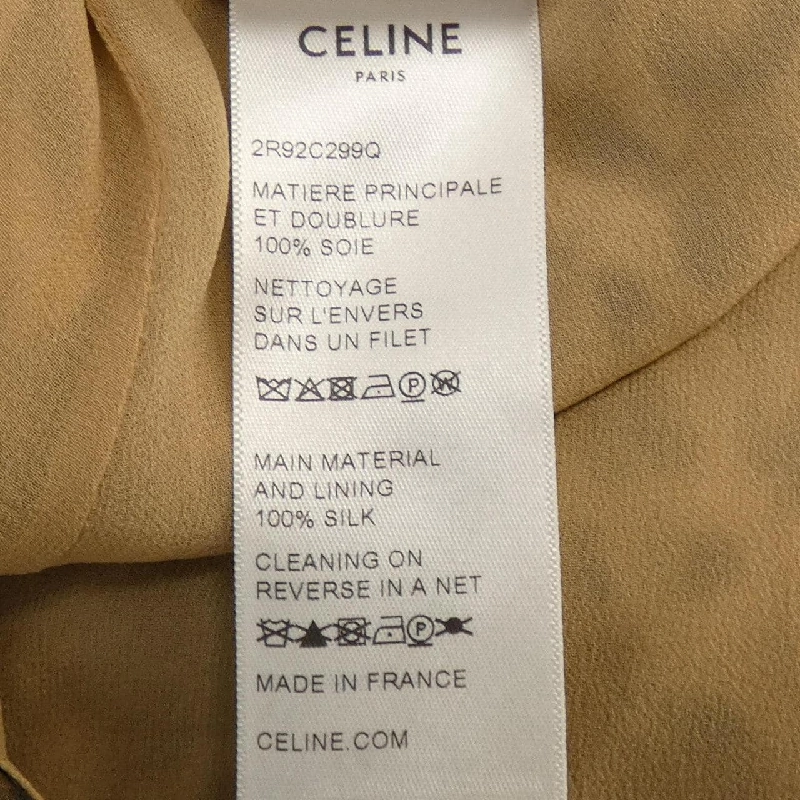 CELINE
PARIS
2R92C299Q
MATIERE PRINCIPALE
ET DOUBLURE
100% SOIE
NETTOYAGE
SUR L'ENVERS
DANS UN FILET
P W
MAIN MATERIAL
AND LINING
100% SILK
CLEANING ON
REVERSE IN A NET
P
MADE IN FRANCE
CELINE.COM